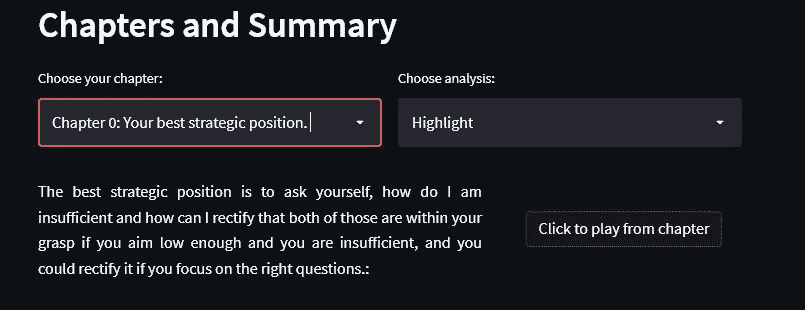 Chapters and Summary
Choose your chapter:
Choose analysis:
Chapter 0: Your best strategic position.
Highlight
The best strategic position is to ask yourself, how do I am
insufficient and how can I rectify that both of those are within your
grasp if you aim low enough and you are insufficient, and you
could rectify it if you focus on the right questions.:
Click to play from chapter